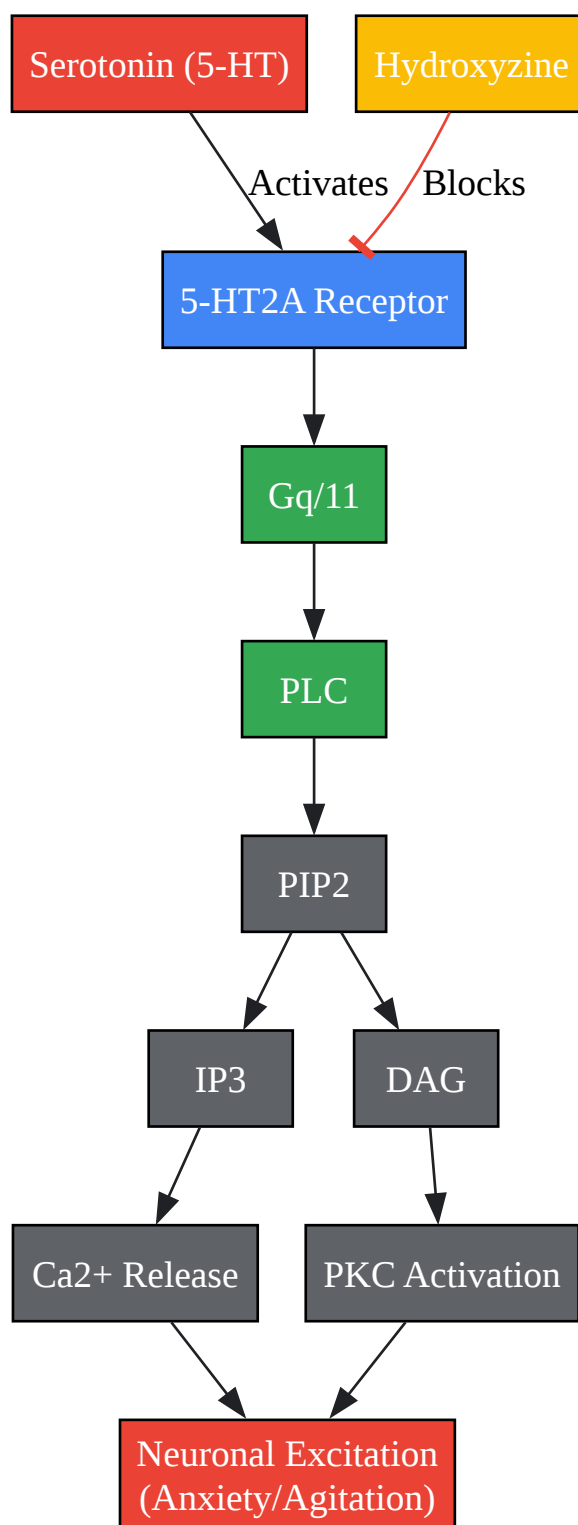 Serotonin (5-HT)
Hydroxyzine
Activates
Blocks
5-HT2A Receptor
Gq/11
PLC
PIP2
IP3
DAG
Ca2+ Release
PKC Activation
Neuronal Excitation
(Anxiety/Agitation)